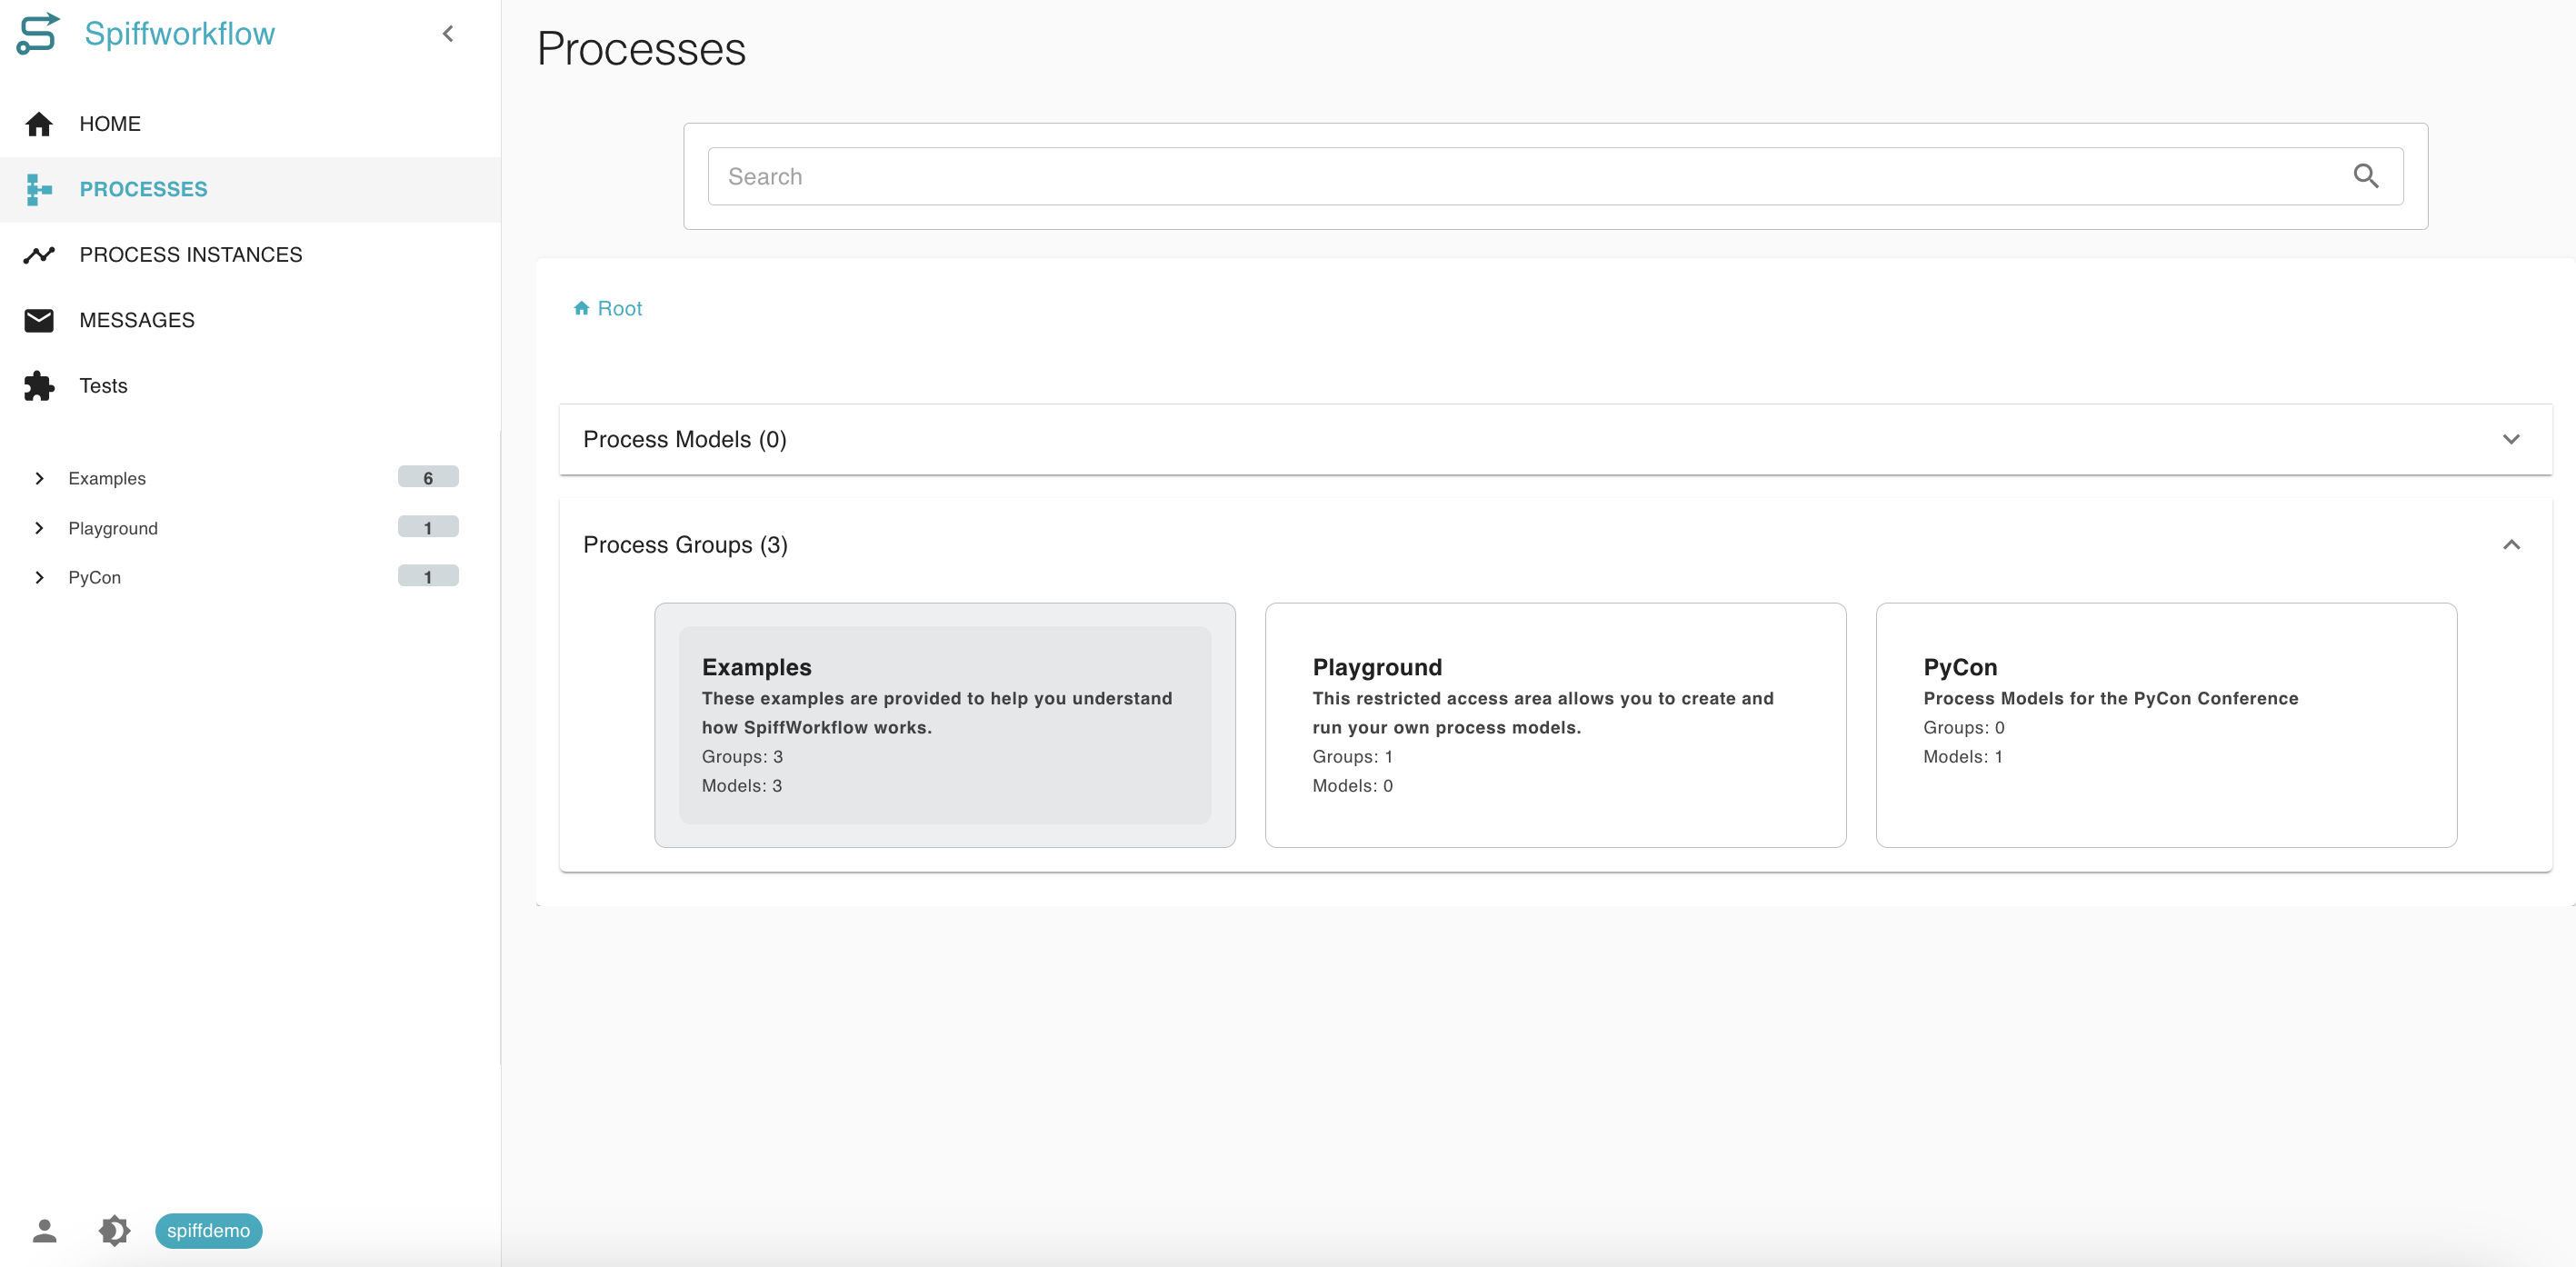 Spiffworkflow
HOME
PROCESSES
PROCESS INSTANCES
MESSAGES
Tests
Examples 6
Playground 1
PyCon 1
spiffdemo
Processes
Search
Root
Process Models (0)
Process Groups (3)
Examples
These examples are provided to help you understand
how SpiffWorkflow works.
Groups: 3
Models: 3
Playground
This restricted access area allows you to create and
run your own process models.
Groups: 1
Models: 0
PyCon
Process Models for the PyCon Conference
Groups: 0
Models: 1